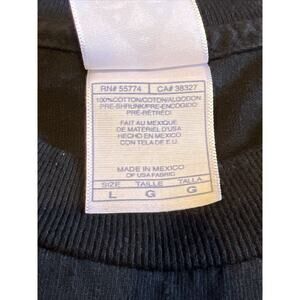 RN# 55774 CA# 38327
100%COTTON/COTON/ALGODON
PRE-SHRUNK/PRE-ENCOGIDO
PRÉ-RÉTRÉCI
FAIT AU MEXIQUE
DE MATERIEL D'USA
HECHO EN MEXICO
CON TELA DE E.U.
MADE IN MEXICO
OF USA FABRIC
SIZE TAILLE TALLA
L G G